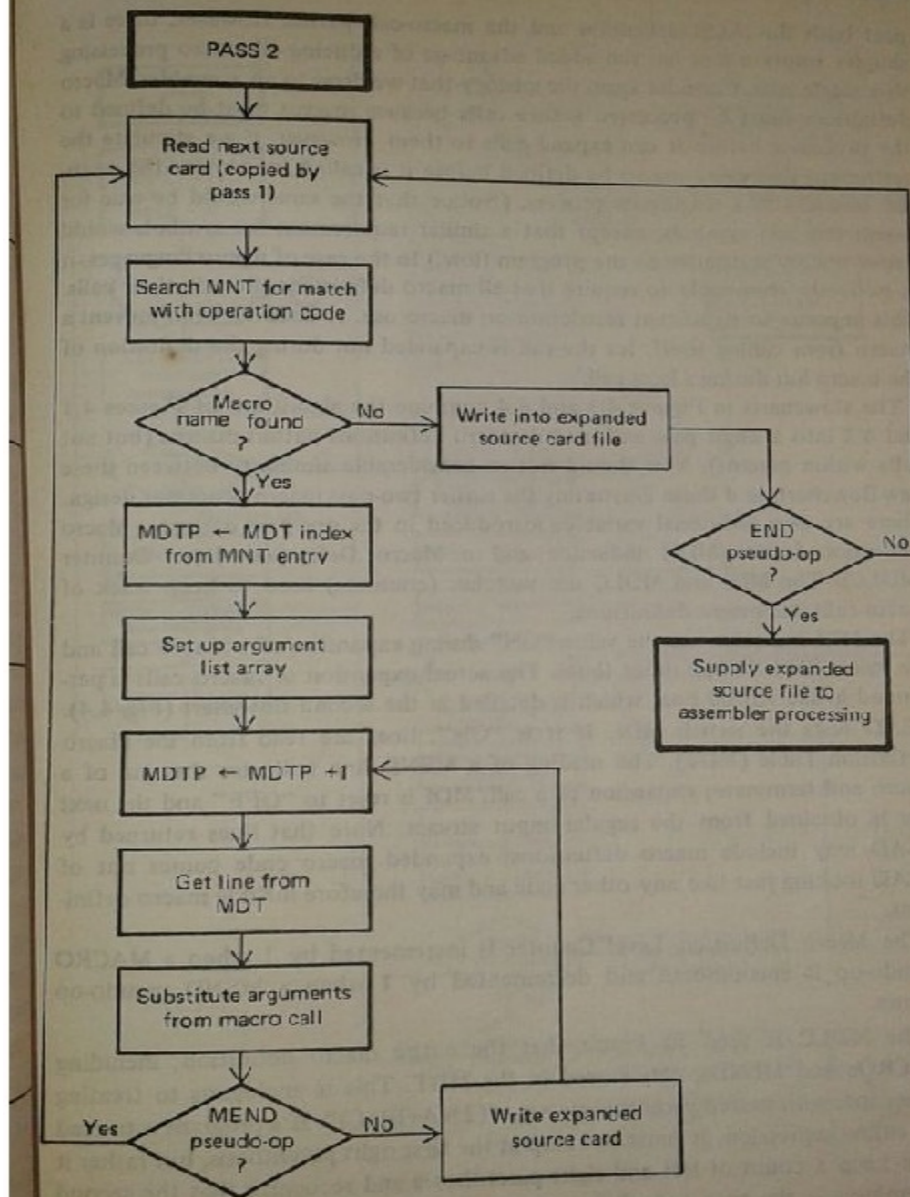 PASS 2
Read next source
card (copied by
pass 1)
Search MNT for match
with operation code
Macro
name found
?
No
Write into expanded
source card file
Yes
MDTP ← MDT index
from MNT entry
END
pseudo-op
?
No
Yes
Set up argument
list array
Supply expanded
source file to
assembler processing
MDTP ← MDTP +1
Get line from
MDT
Substitute arguments
from macro call
MEND
pseudo-op
?
Yes
No
Write expanded
source card